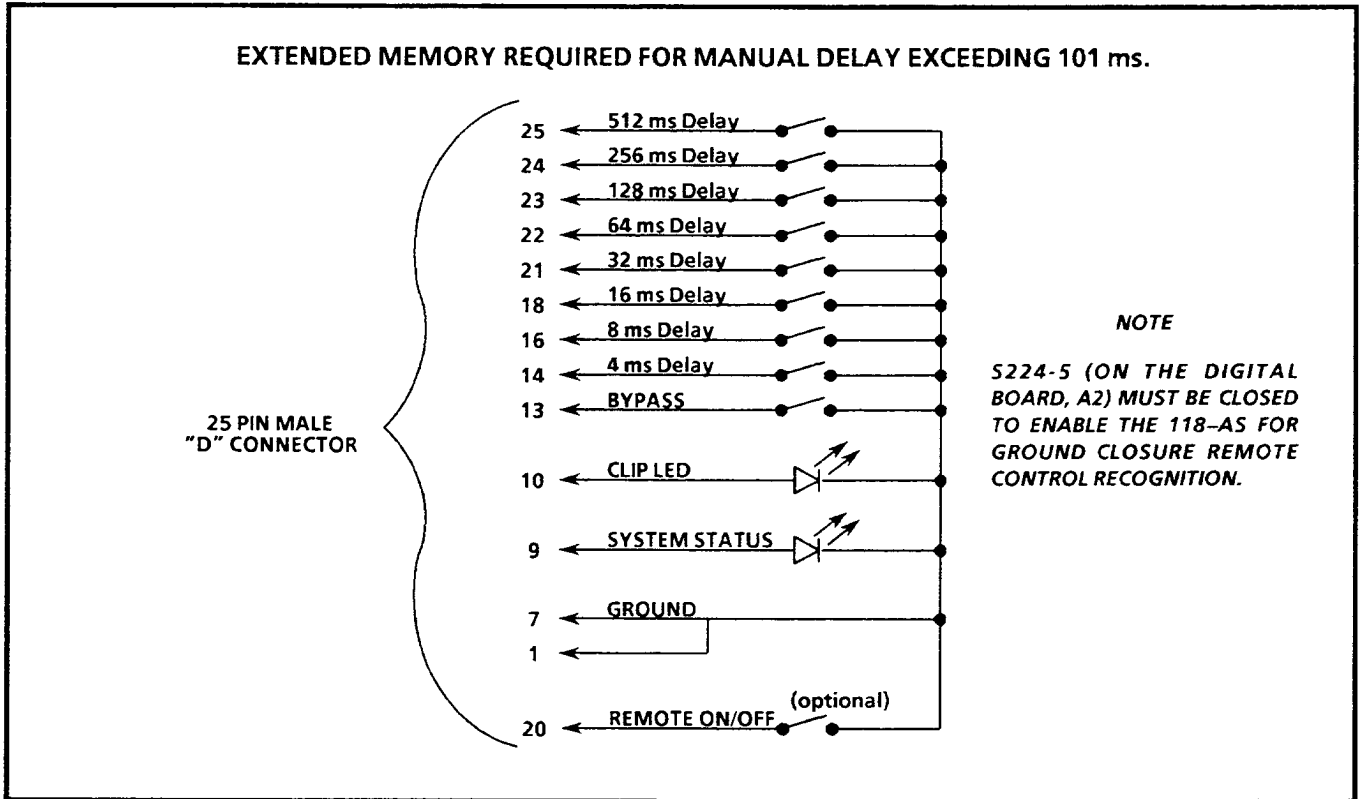 EXTENDED MEMORY REQUIRED FOR MANUAL DELAY EXCEEDING 101 ms.
25 512 ms Delay
24 256 ms Delay
23 128 ms Delay
22 64 ms Delay
21 32 ms Delay
18 16 ms Delay
16 8 ms Delay
14 4 ms Delay
13 BYPASS
10 CLIP LED
9 SYSTEM STATUS
7 GROUND
1
20 REMOTE ON/OFF (optional)
25 PIN MALE
"D" CONNECTOR
NOTE
S224-5 (ON THE DIGITAL
BOARD, A2) MUST BE CLOSED
TO ENABLE THE 118–AS FOR
GROUND CLOSURE REMOTE
CONTROL RECOGNITION.